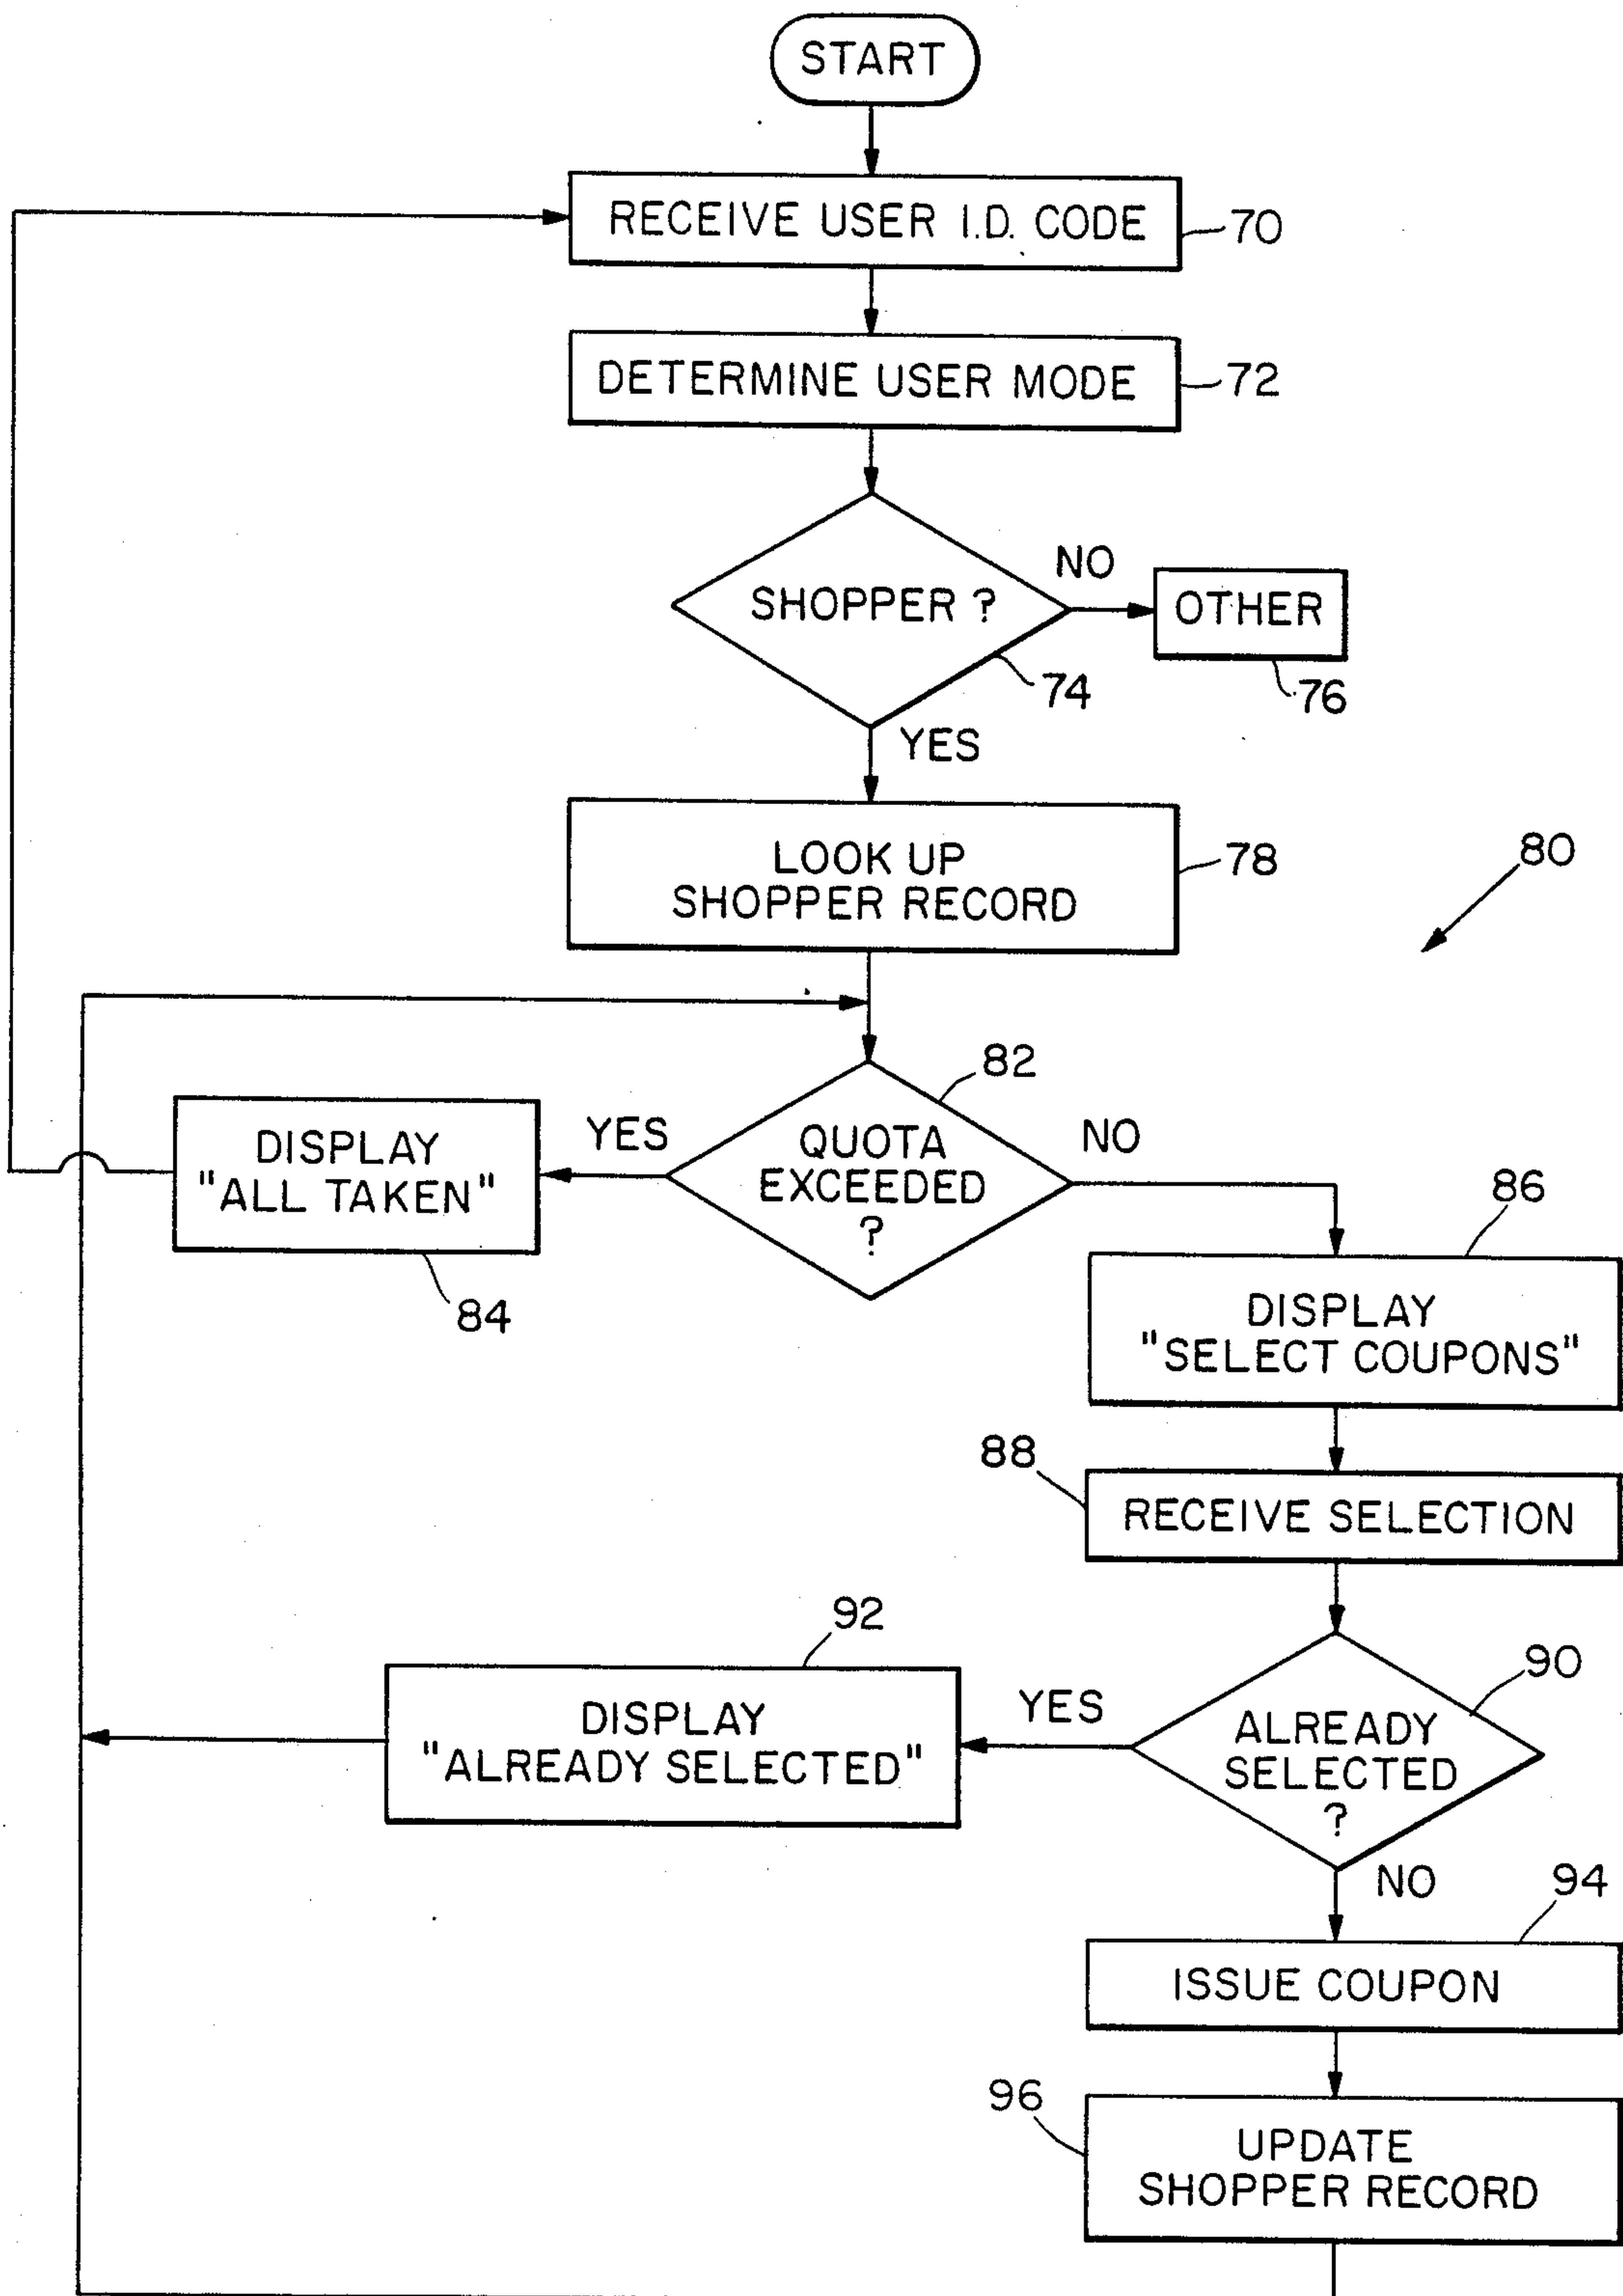 START
RECEIVE USER I.D. CODE
70
DETERMINE USER MODE
72
SHOPPER ?
NO
OTHER
74
76
YES
LOOK UP
SHOPPER RECORD
78
80
82
QUOTA
EXCEEDED
?
YES
NO
DISPLAY
"ALL TAKEN"
84
86
DISPLAY
"SELECT COUPONS"
88
RECEIVE SELECTION
90
ALREADY
SELECTED
?
YES
92
DISPLAY
"ALREADY SELECTED"
NO
94
ISSUE COUPON
96
UPDATE
SHOPPER RECORD